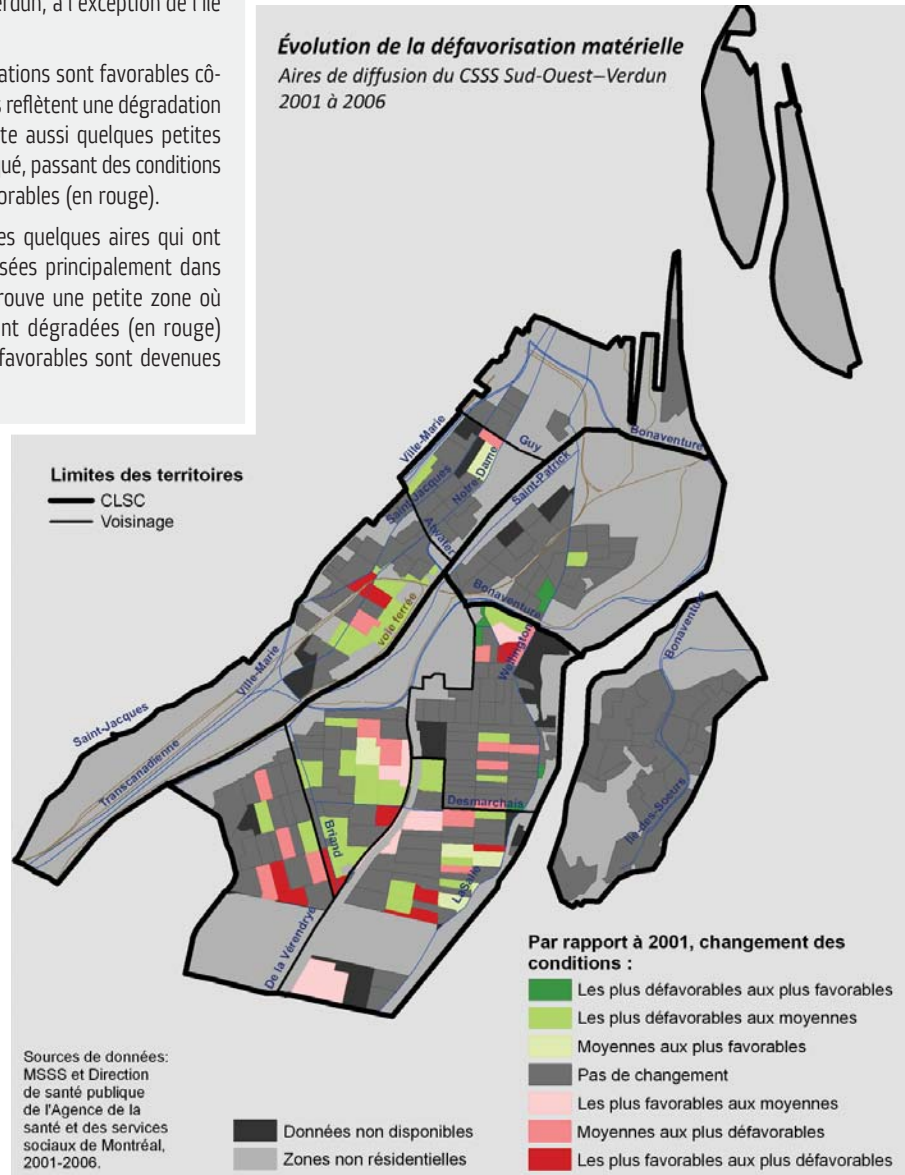 erdun, à l'exception de l'Île
ations sont favorables cô-
s reflètent une dégradation
te aussi quelques petites
qué, passant des conditions
orables (en rouge).
es quelques aires qui ont
sées principalement dans
rouve une petite zone où
nt dégradées (en rouge)
favorables sont devenues
Évolution de la défavorisation matérielle
Aires de diffusion du CSSS Sud-Ouest–Verdun
2001 à 2006
Limites des territoires
CLSC
Voisinage
Ville-Marie
Guy
Bonaventure
Saint-Jacques
Notre-Dame
Saint-Patrick
Atwater
Bonaventure
voie ferrée
Wellington
Bonaventure
Ville-Marie
Saint-Jacques
Transcanadienne
Desmarchais
Île-des-Soeurs
Briand
LaSalle
De la Vérendrye
Par rapport à 2001, changement des
conditions :
Les plus défavorables aux plus favorables
Les plus défavorables aux moyennes
Moyennes aux plus favorables
Pas de changement
Les plus favorables aux moyennes
Moyennes aux plus défavorables
Les plus favorables aux plus défavorables
Données non disponibles
Zones non résidentielles
Sources de données:
MSSS et Direction
de santé publique
de l'Agence de la
santé et des services
sociaux de Montréal,
2001-2006.